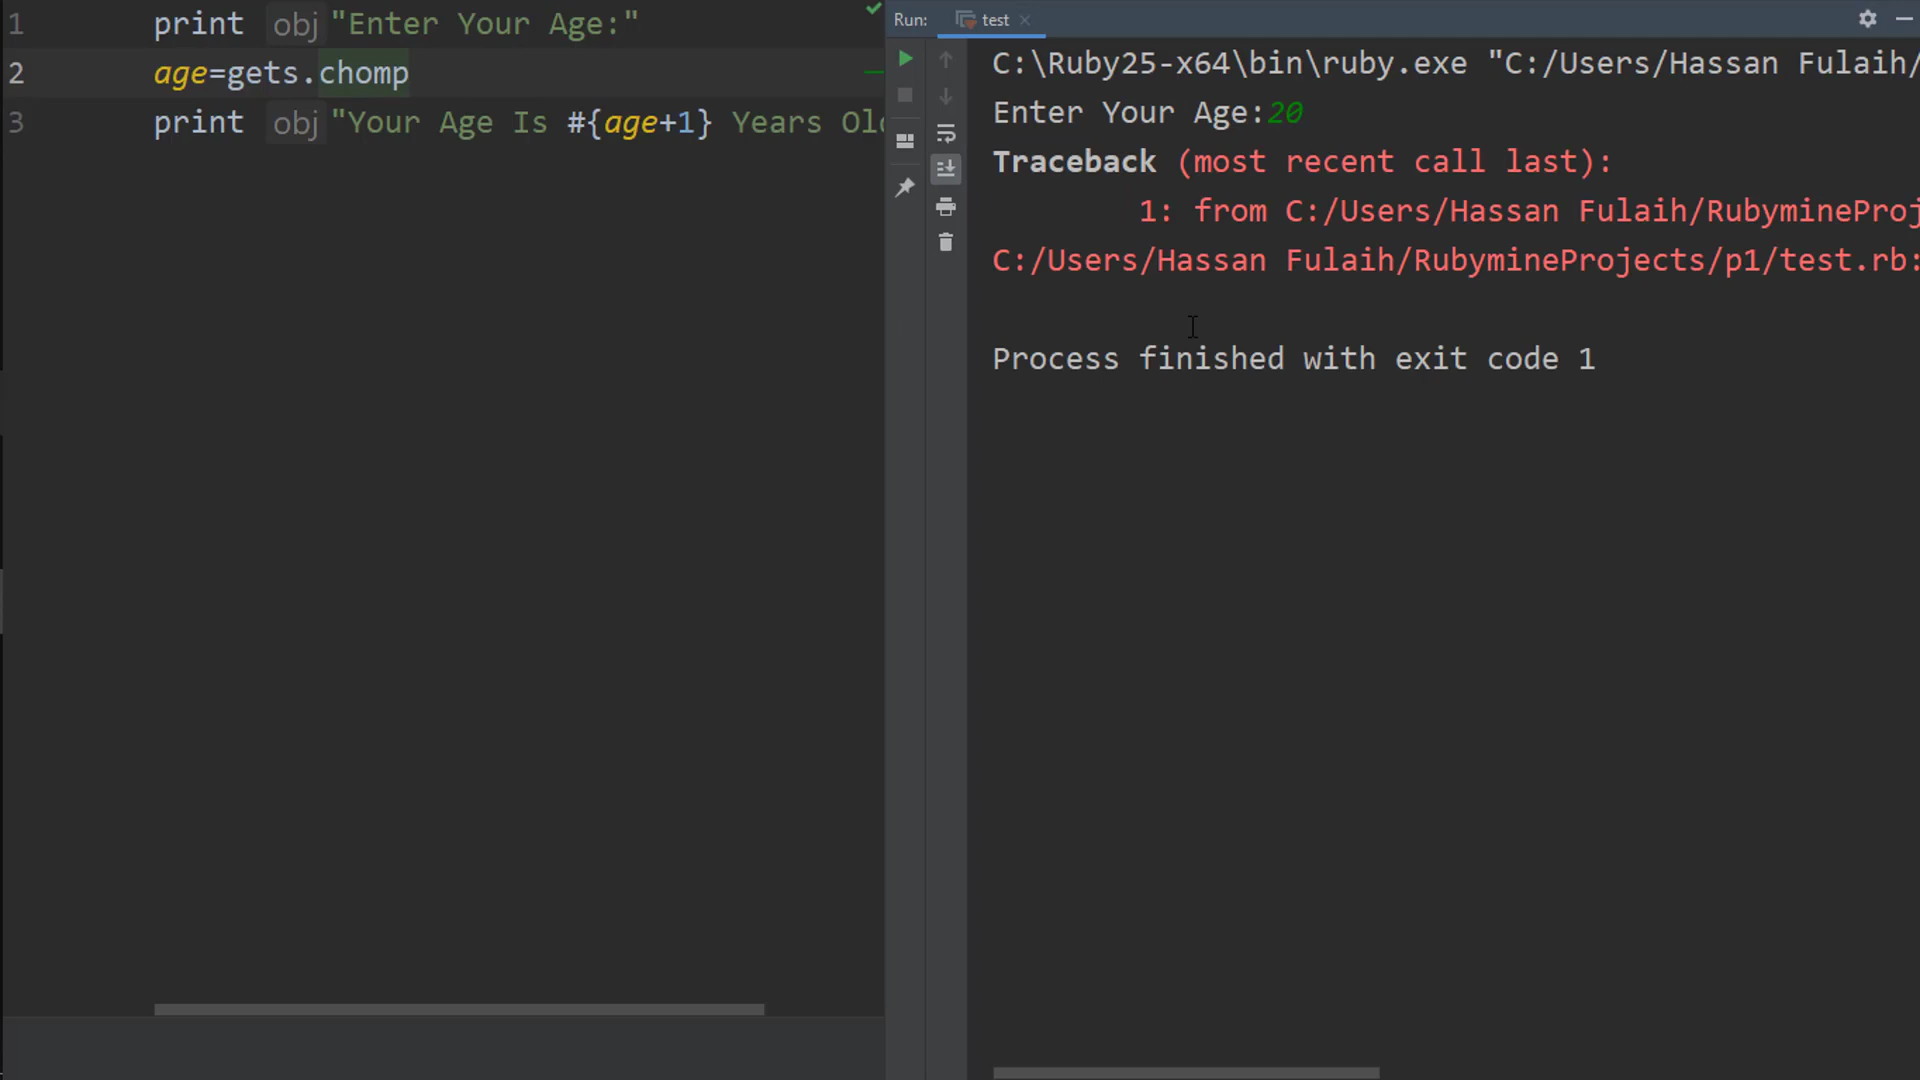 1 print obj "Enter Your Age:"
2 age=gets.chomp
3 print obj "Your Age Is #{age+1} Years Old
Run: test
C:\Ruby25-x64\bin\ruby.exe "C:/Users/Hassan Fulaih/
Enter Your Age:20
Traceback (most recent call last):
1: from C:/Users/Hassan Fulaih/RubymineProj
C:/Users/Hassan Fulaih/RubymineProjects/p1/test.rb:
Process finished with exit code 1